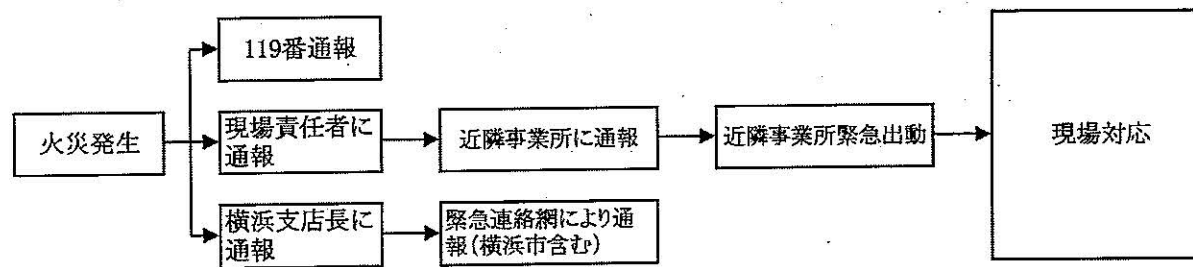 119番通報
火災発生
現場責任者に
通報
近隣事業所に通報
近隣事業所緊急出動
現場対応
横浜支店長に
通報
緊急連絡網により通
報(横浜市含む)